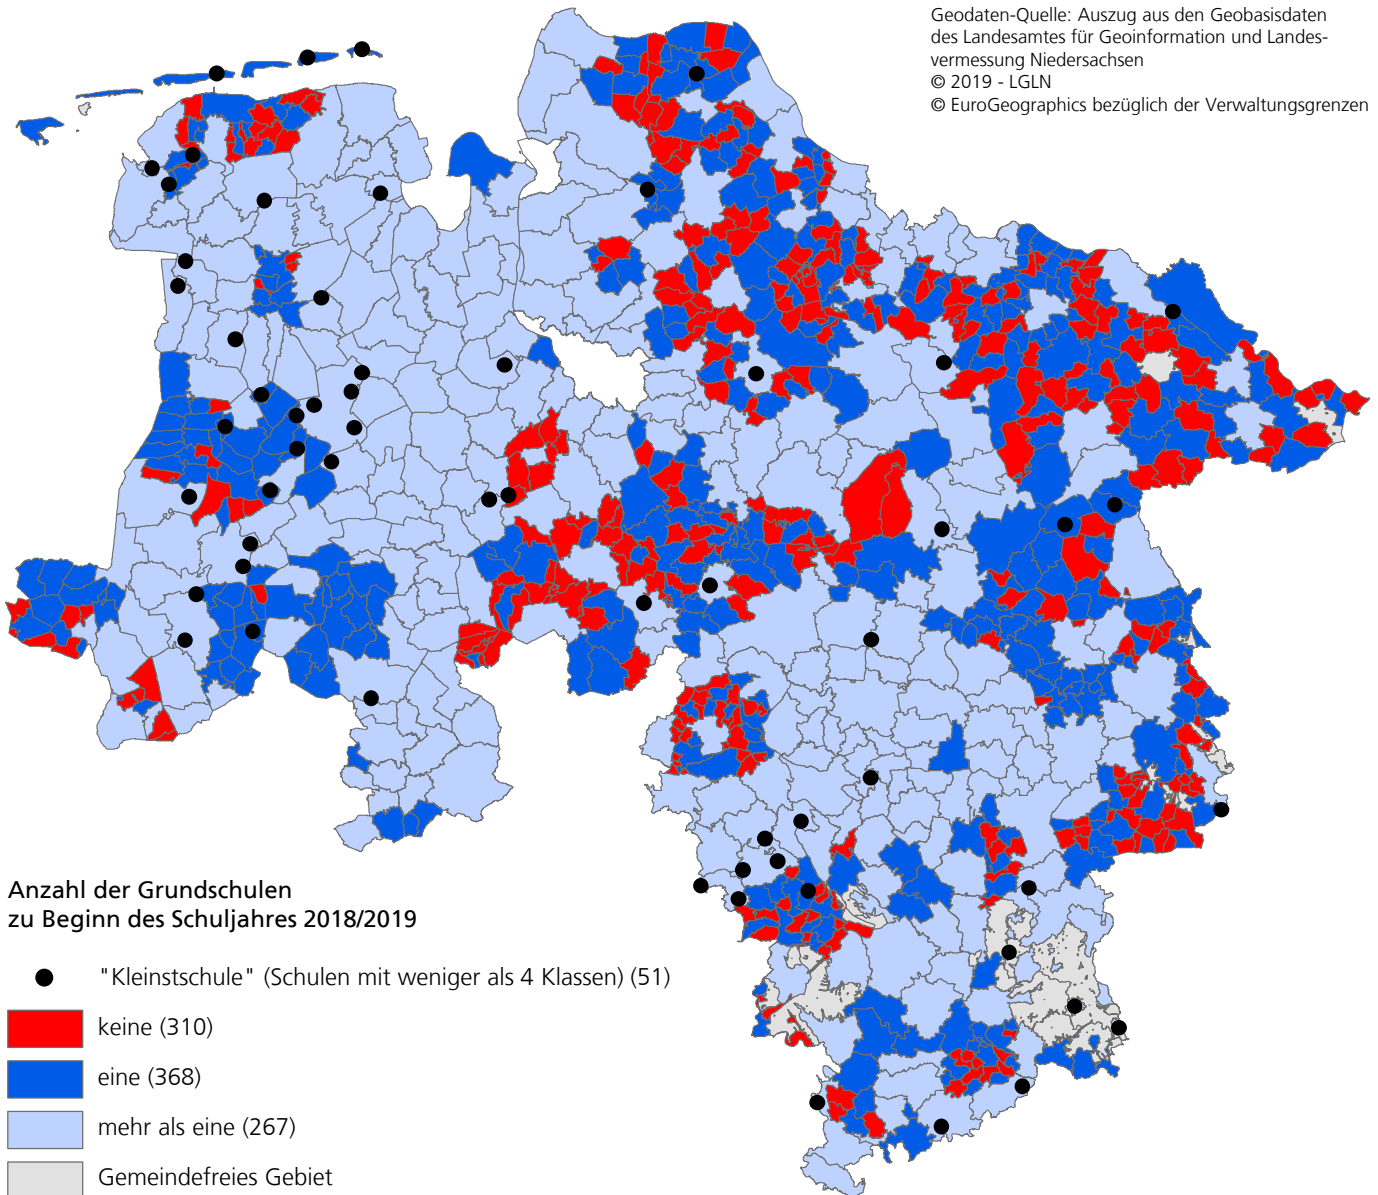 Geodaten-Quelle: Auszug aus den Geobasisdaten
des Landesamtes für Geoinformation und Landes-
vermessung Niedersachsen
© 2019 - LGLN
© EuroGeographics bezüglich der Verwaltungsgrenzen
Anzahl der Grundschulen
zu Beginn des Schuljahres 2018/2019
"Kleinstschule" (Schulen mit weniger als 4 Klassen) (51)
keine (310)
eine (368)
mehr als eine (267)
Gemeindefreies Gebiet